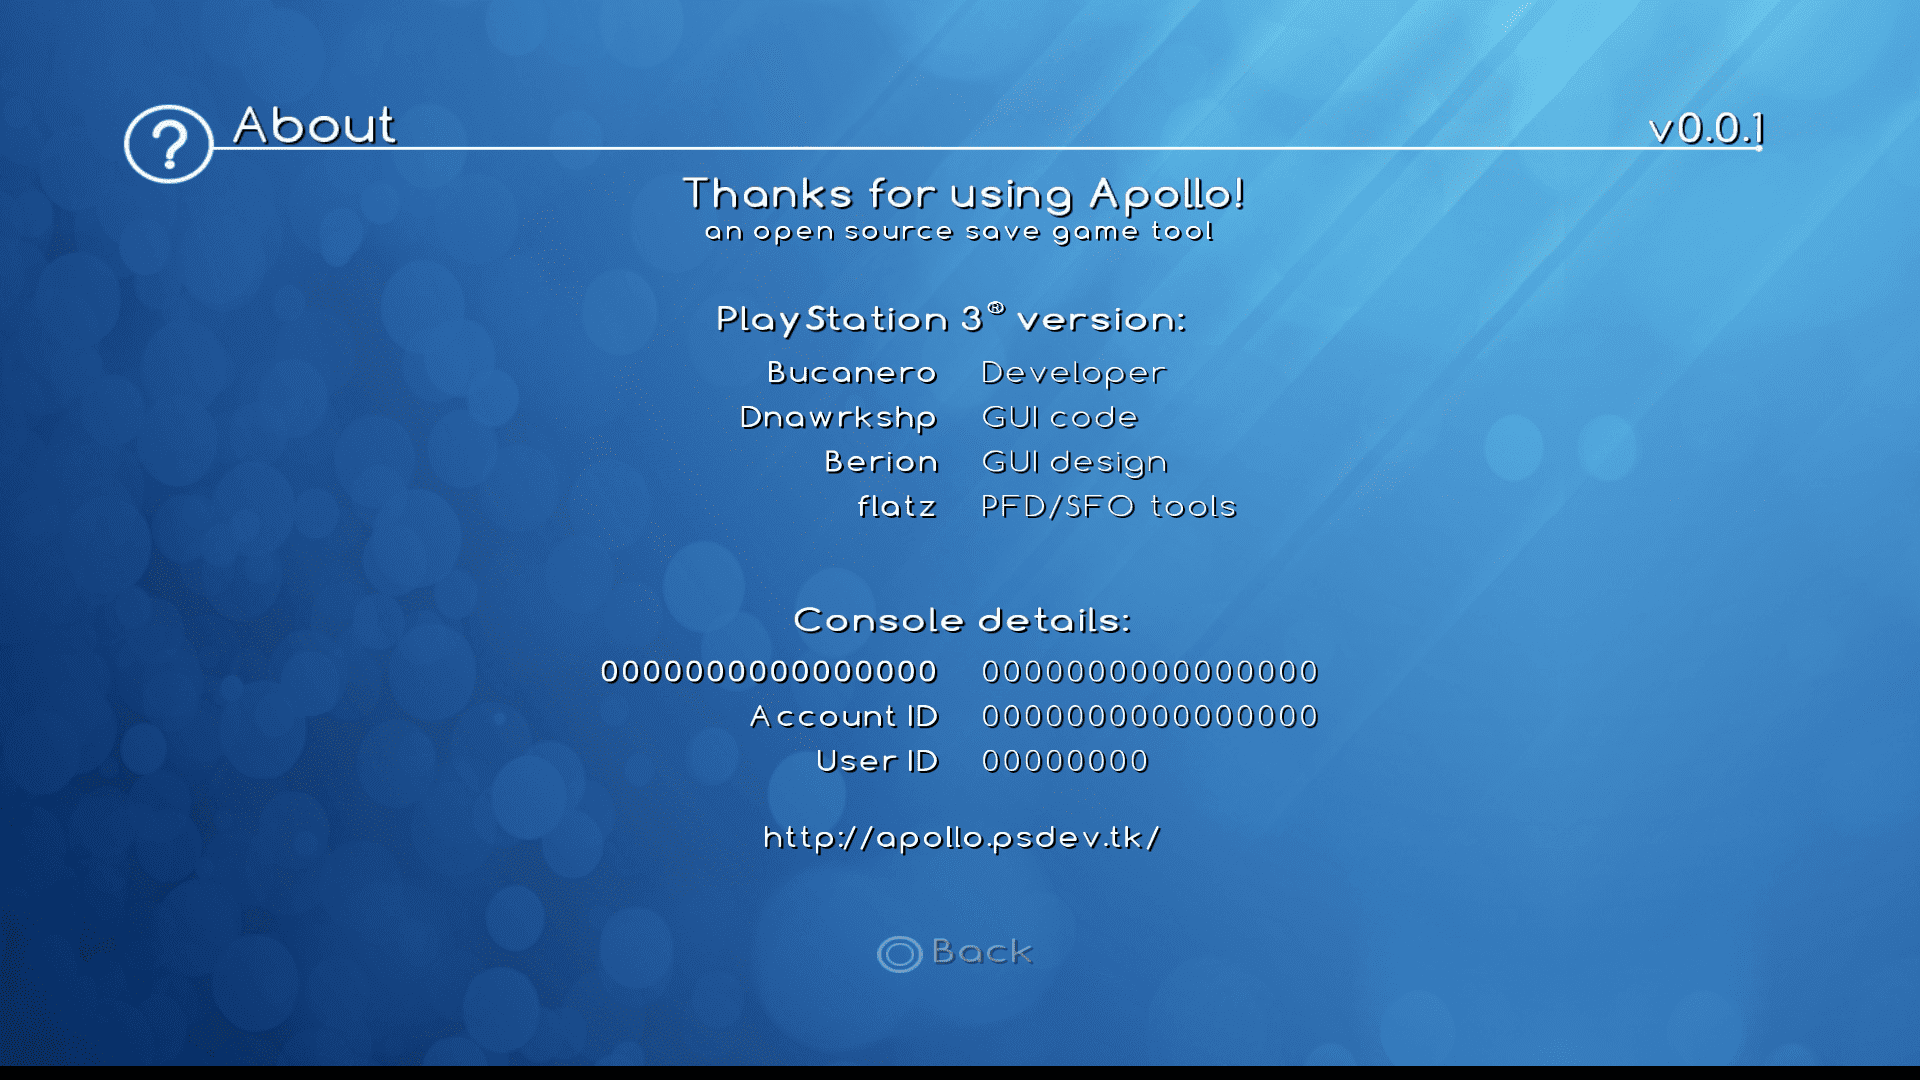 ?
About
v0.0.1
Thanks for using Apollo!
an open source save game tool
PlayStation 3® version:
Bucanero Developer
Dnawrkshp GUI code
Berion GUI design
flatz PFD/SFO tools
Console details:
0000000000000000 0000000000000000
Account ID 0000000000000000
User ID 00000000
http://apollo.psdev.tk/
Back